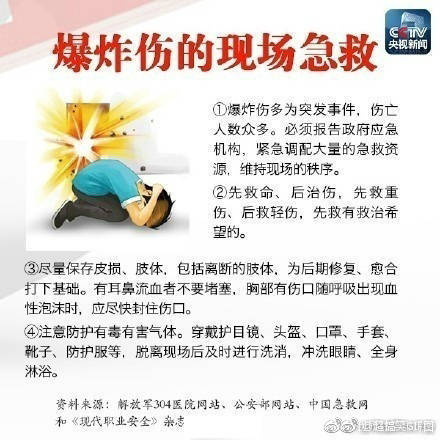 CCTV
央视新闻
爆炸伤的现场急救
①爆炸伤多为突发事件，伤亡
人数众多。必须报告政府应急
机构，紧急调配大量的急救资
源，维持现场的秩序。
②先救命、后治伤，先救重
伤、后救轻伤，先救有救治希
望的。
③尽量保存皮损、肢体，包括离断的肢体，为后期修复、愈合
打下基础。有耳鼻流血者不要堵塞，胸部有伤口随呼吸出现血
性泡沫时，应尽快封住伤口。
④注意防护有毒有害气体。穿戴护目镜、头盔、口罩、手套、
靴子、防护服等，脱离现场后及时进行洗消，冲洗眼睛、全身
淋浴。
资料来源：解放军304医院网站、公安部网站、中国急救网
和《现代职业安全》杂志